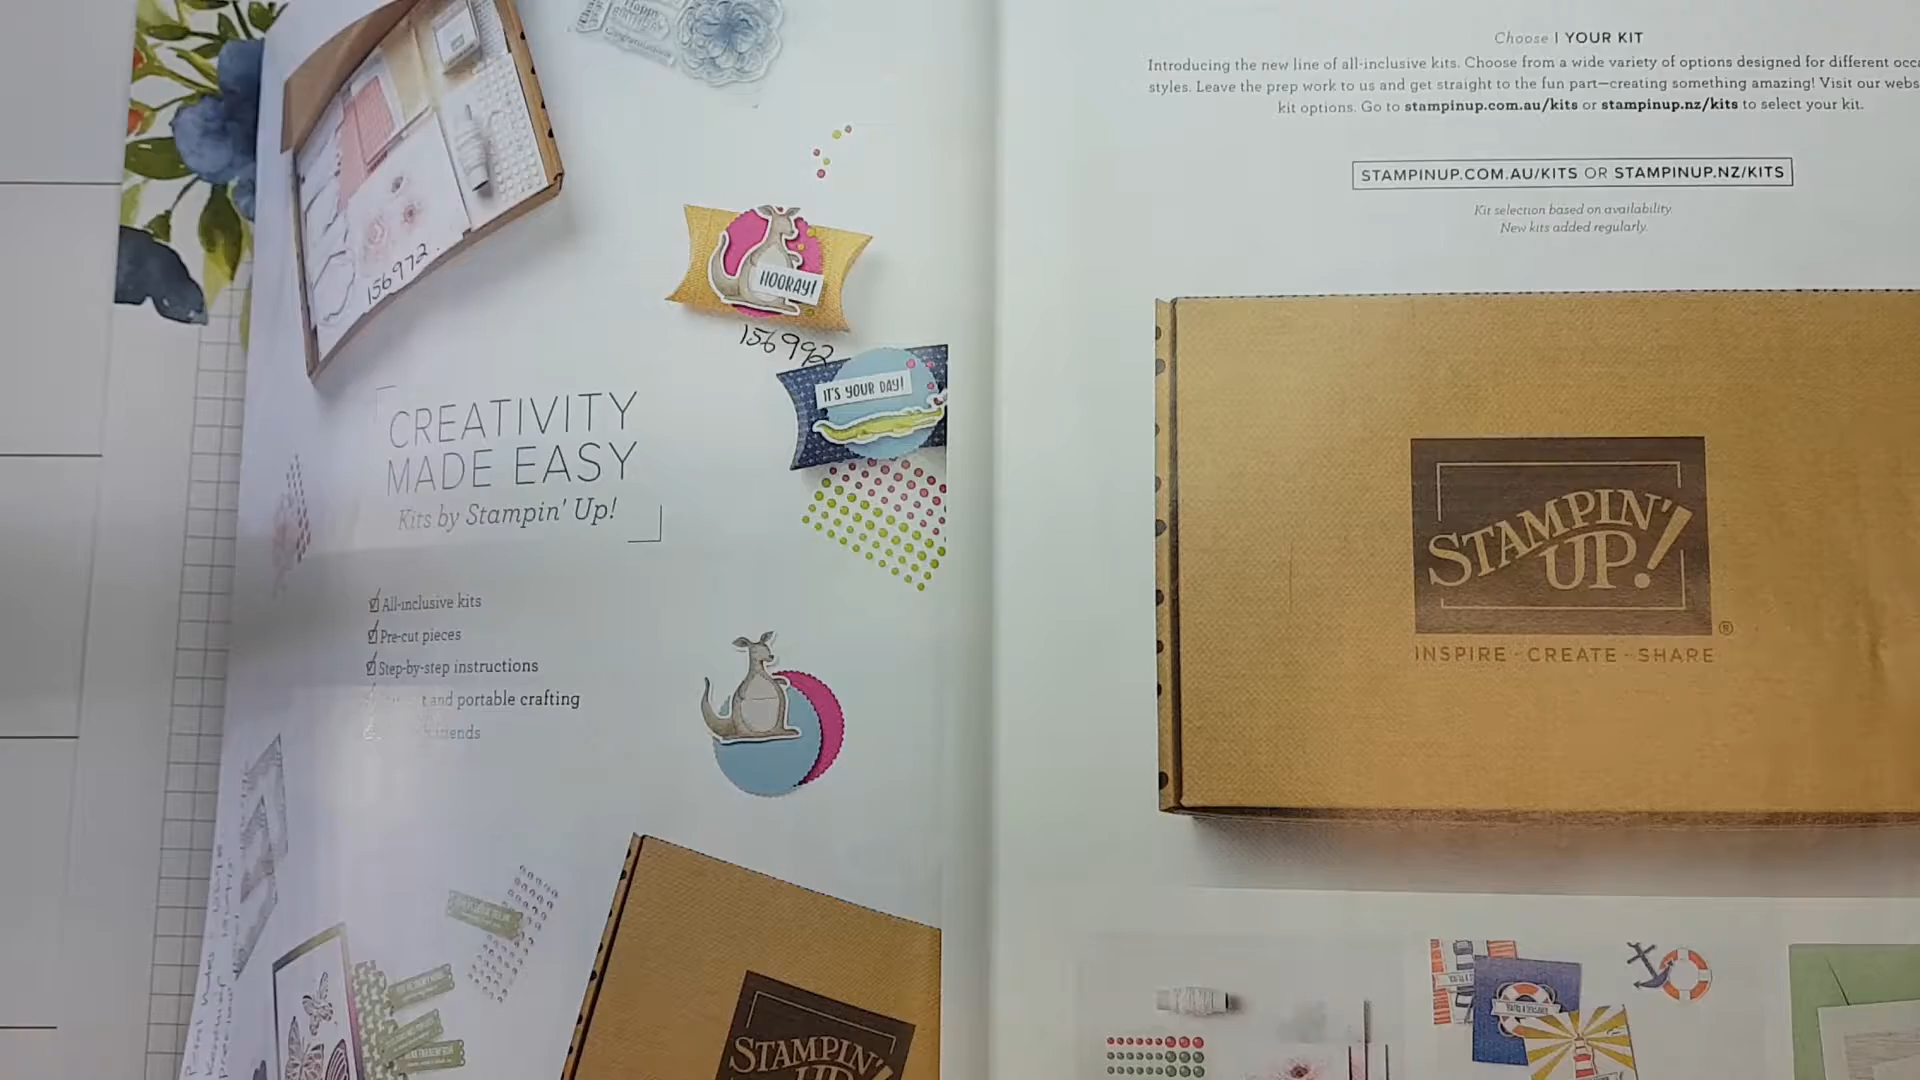 Happy
BIRTHDAY
Congratulations
156972
HOORAY!
156992
IT'S YOUR DAY!
CREATIVITY
MADE EASY
Kits by Stampin' Up!
All-inclusive kits
Pre-cut pieces
Step-by-step instructions
and portable crafting
STAMPIN'
UP!
Choose | YOUR KIT
Introducing the new line of all-inclusive kits. Choose from a wide variety of options designed for different
styles. Leave the prep work to us and get straight to the fun part—creating something amazing! Visit our
kit options. Go to stampinup.com.au/kits or stampinup.nz/kits to select your kit.
STAMPINUP.COM.AU/KITS OR STAMPINUP.NZ/KITS
Kit selection based on availability.
New kits added regularly.
STAMPIN'
UP!
®
INSPIRE · CREATE · SHARE